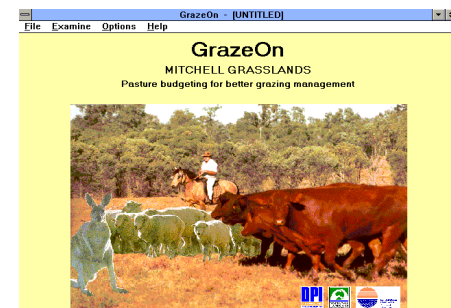 GrazeOn - [UNTITLED]
File Examine Options Help
GrazeOn
MITCHELL GRASSLANDS
Pasture budgeting for better grazing management
DPI